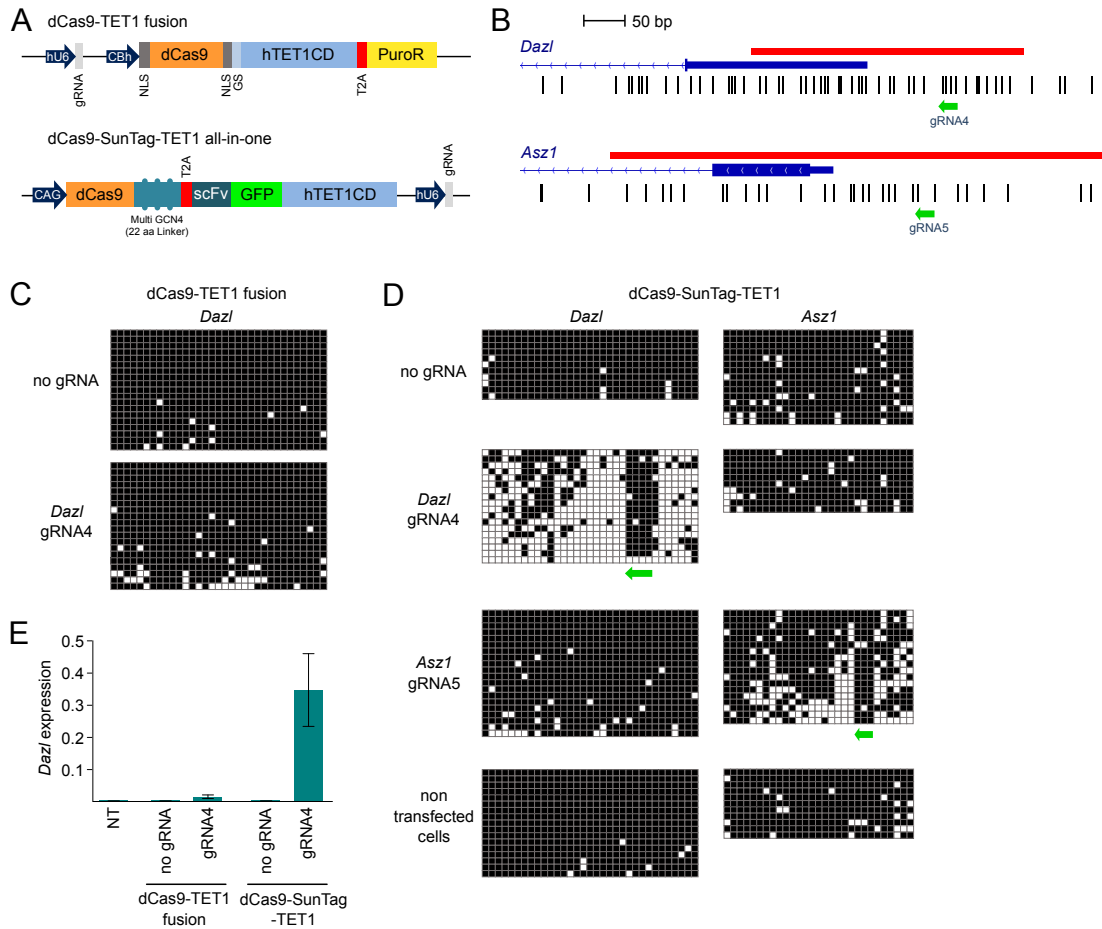 A
dCas9-TET1 fusion
hU6
gRNA
CBh
NLS
dCas9
NLS
GS
hTET1CD
T2A
PuroR
dCas9-SunTag-TET1 all-in-one
CAG
dCas9
Multi GCN4
(22 aa Linker)
T2A
scFv
GFP
hTET1CD
hU6
gRNA
B
50 bp
Dazl
gRNA4
Asz1
gRNA5
C
dCas9-TET1 fusion
Dazl
no gRNA
Dazl
gRNA4
D
dCas9-SunTag-TET1
Dazl
Asz1
no gRNA
Dazl
gRNA4
Asz1
gRNA5
non
transfected
cells
E
Dazl expression
0.5
0.4
0.3
0.2
0.1
NT
no gRNA
gRNA4
no gRNA
gRNA4
dCas9-TET1
fusion
dCas9-SunTag
-TET1